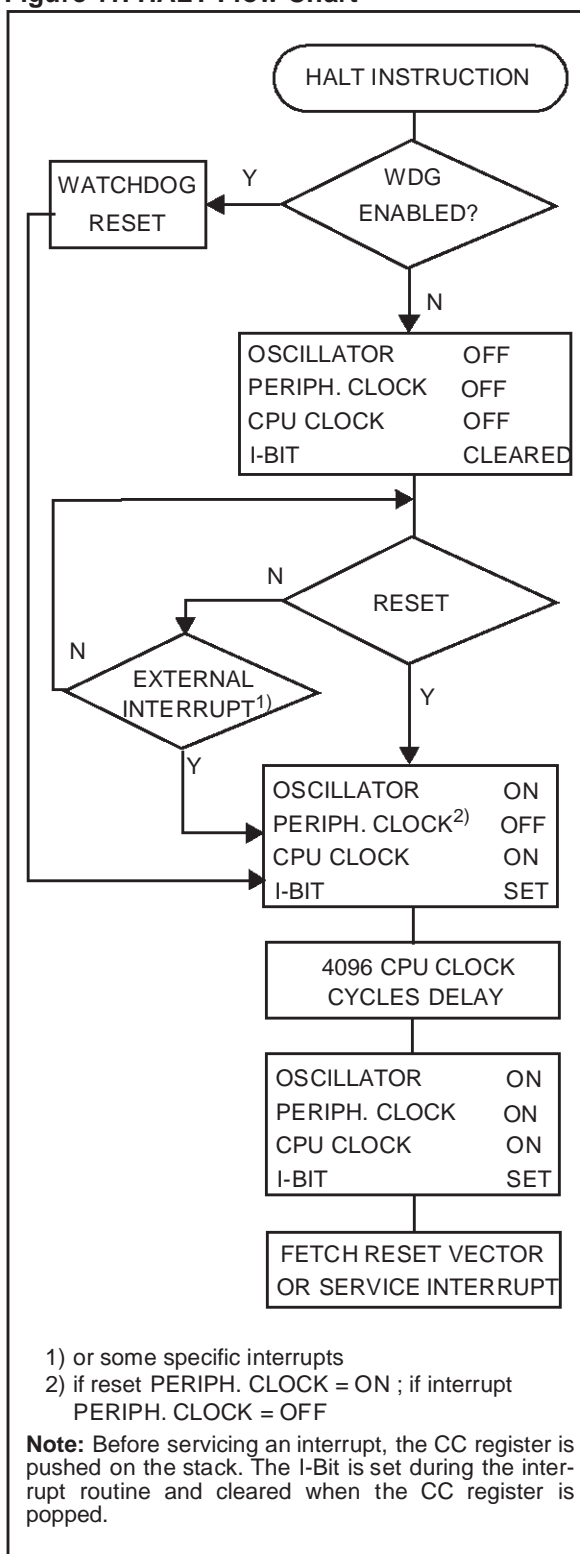 HALT INSTRUCTION
WDG
ENABLED?
Y
WATCHDOG
RESET
N
OSCILLATOR OFF
PERIPH. CLOCK OFF
CPU CLOCK OFF
I-BIT CLEARED
RESET
N
EXTERNAL
INTERRUPT1)
N
Y
Y
OSCILLATOR ON
PERIPH. CLOCK2) OFF
CPU CLOCK ON
I-BIT SET
4096 CPU CLOCK
CYCLES DELAY
OSCILLATOR ON
PERIPH. CLOCK ON
CPU CLOCK ON
I-BIT SET
FETCH RESET VECTOR
OR SERVICE INTERRUPT
1) or some specific interrupts
2) if reset PERIPH. CLOCK = ON ; if interrupt
PERIPH. CLOCK = OFF
Note: Before servicing an interrupt, the CC register is
pushed on the stack. The I-Bit is set during the inter-
rupt routine and cleared when the CC register is
popped.